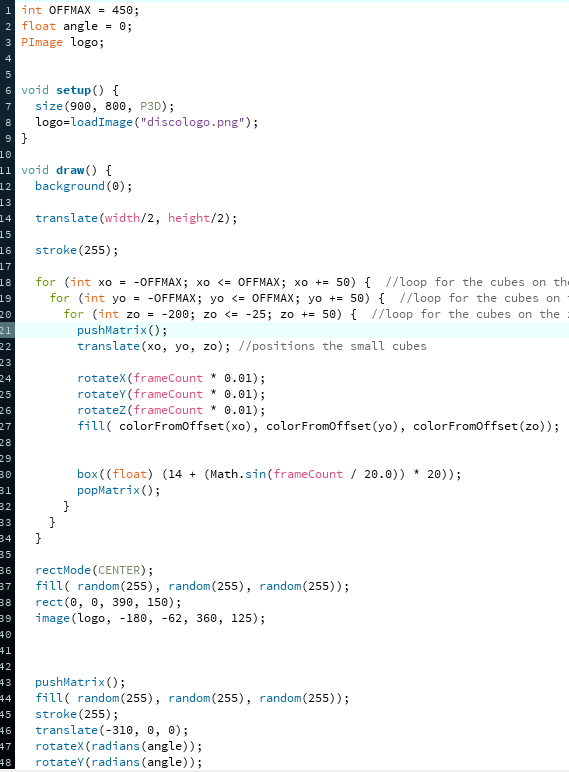 1 int OFFMAX = 450;
2 float angle = 0;
3 PImage logo;
4
5
6 void setup() {
7 size(900, 800, P3D);
8 logo=loadImage("discologo.png");
9 }
10
11 void draw() {
12 background(0);
13
14 translate(width/2, height/2);
15
16 stroke(255);
17
18 for (int xo = -OFFMAX; xo <= OFFMAX; xo += 50) { //loop for the cubes on the
19 for (int yo = -OFFMAX; yo <= OFFMAX; yo += 50) { //loop for the cubes on
20 for (int zo = -200; zo <= -25; zo += 50) { //loop for the cubes on the
21 pushMatrix();
22 translate(xo, yo, zo); //positions the small cubes
23
24 rotateX(frameCount * 0.01);
25 rotateY(frameCount * 0.01);
26 rotateZ(frameCount * 0.01);
27 fill( colorFromOffset(xo), colorFromOffset(yo), colorFromOffset(zo));
28
29
30 box((float) (14 + (Math.sin(frameCount / 20.0)) * 20));
31 popMatrix();
32 }
33 }
34 }
35
36 rectMode(CENTER);
37 fill( random(255), random(255), random(255));
38 rect(0, 0, 390, 150);
39 image(logo, -180, -62, 360, 125);
40
41
42
43 pushMatrix();
44 fill( random(255), random(255), random(255));
45 stroke(255);
46 translate(-310, 0, 0);
47 rotateX(radians(angle));
48 rotateY(radians(angle));